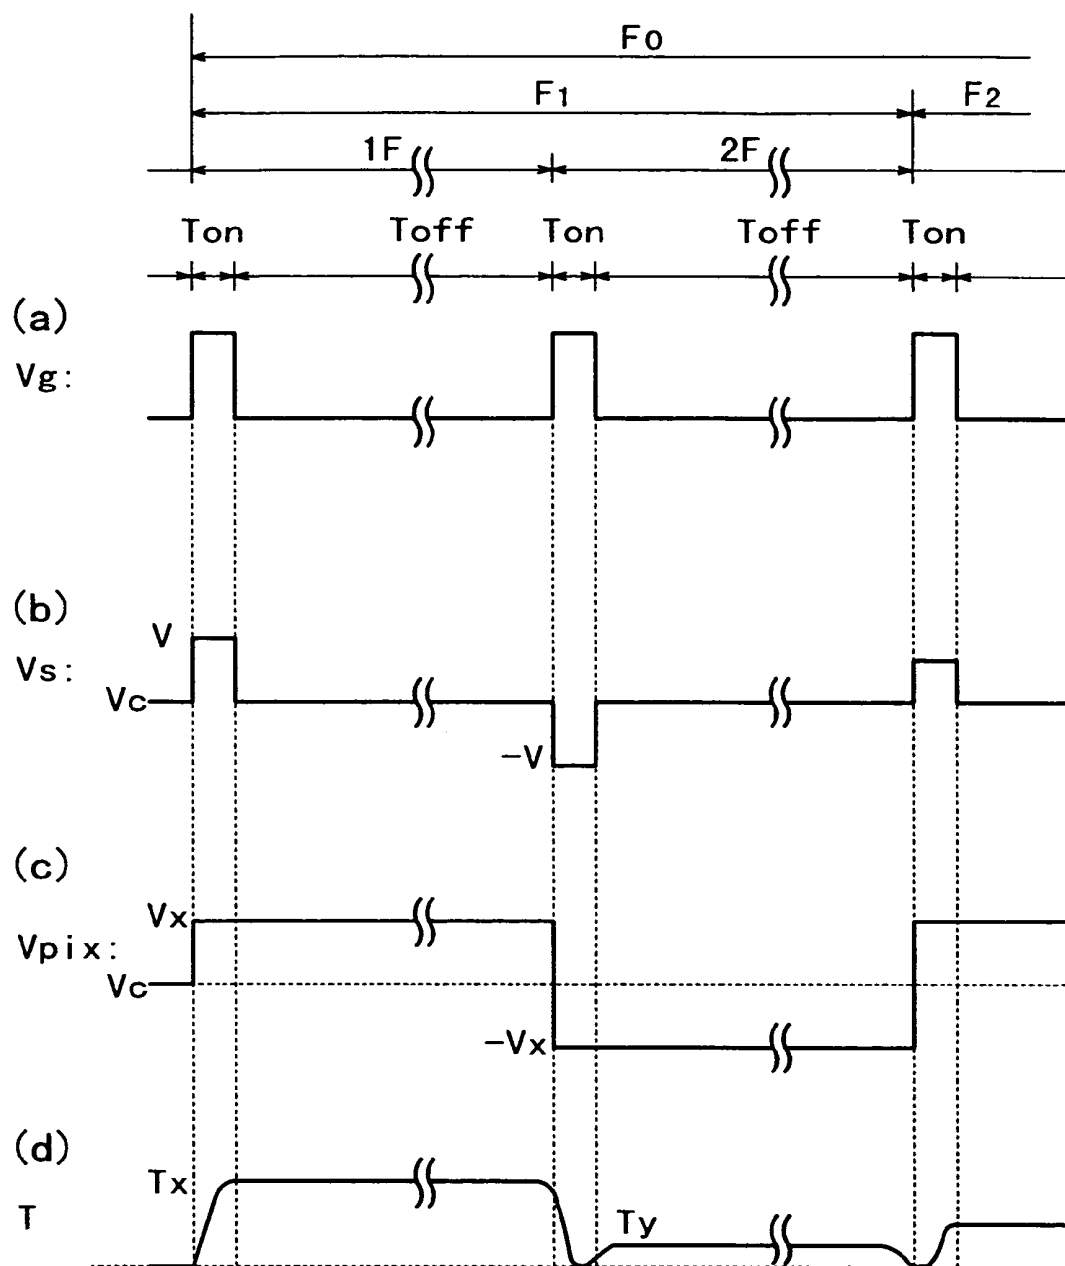 F0
F1 F2
1F 2F
Ton Toff Ton Toff Ton
(a)
Vg:
(b)
V
Vs:
Vc
-V
(c)
Vx
Vpix:
Vc
-Vx
(d)
Tx
T Ty